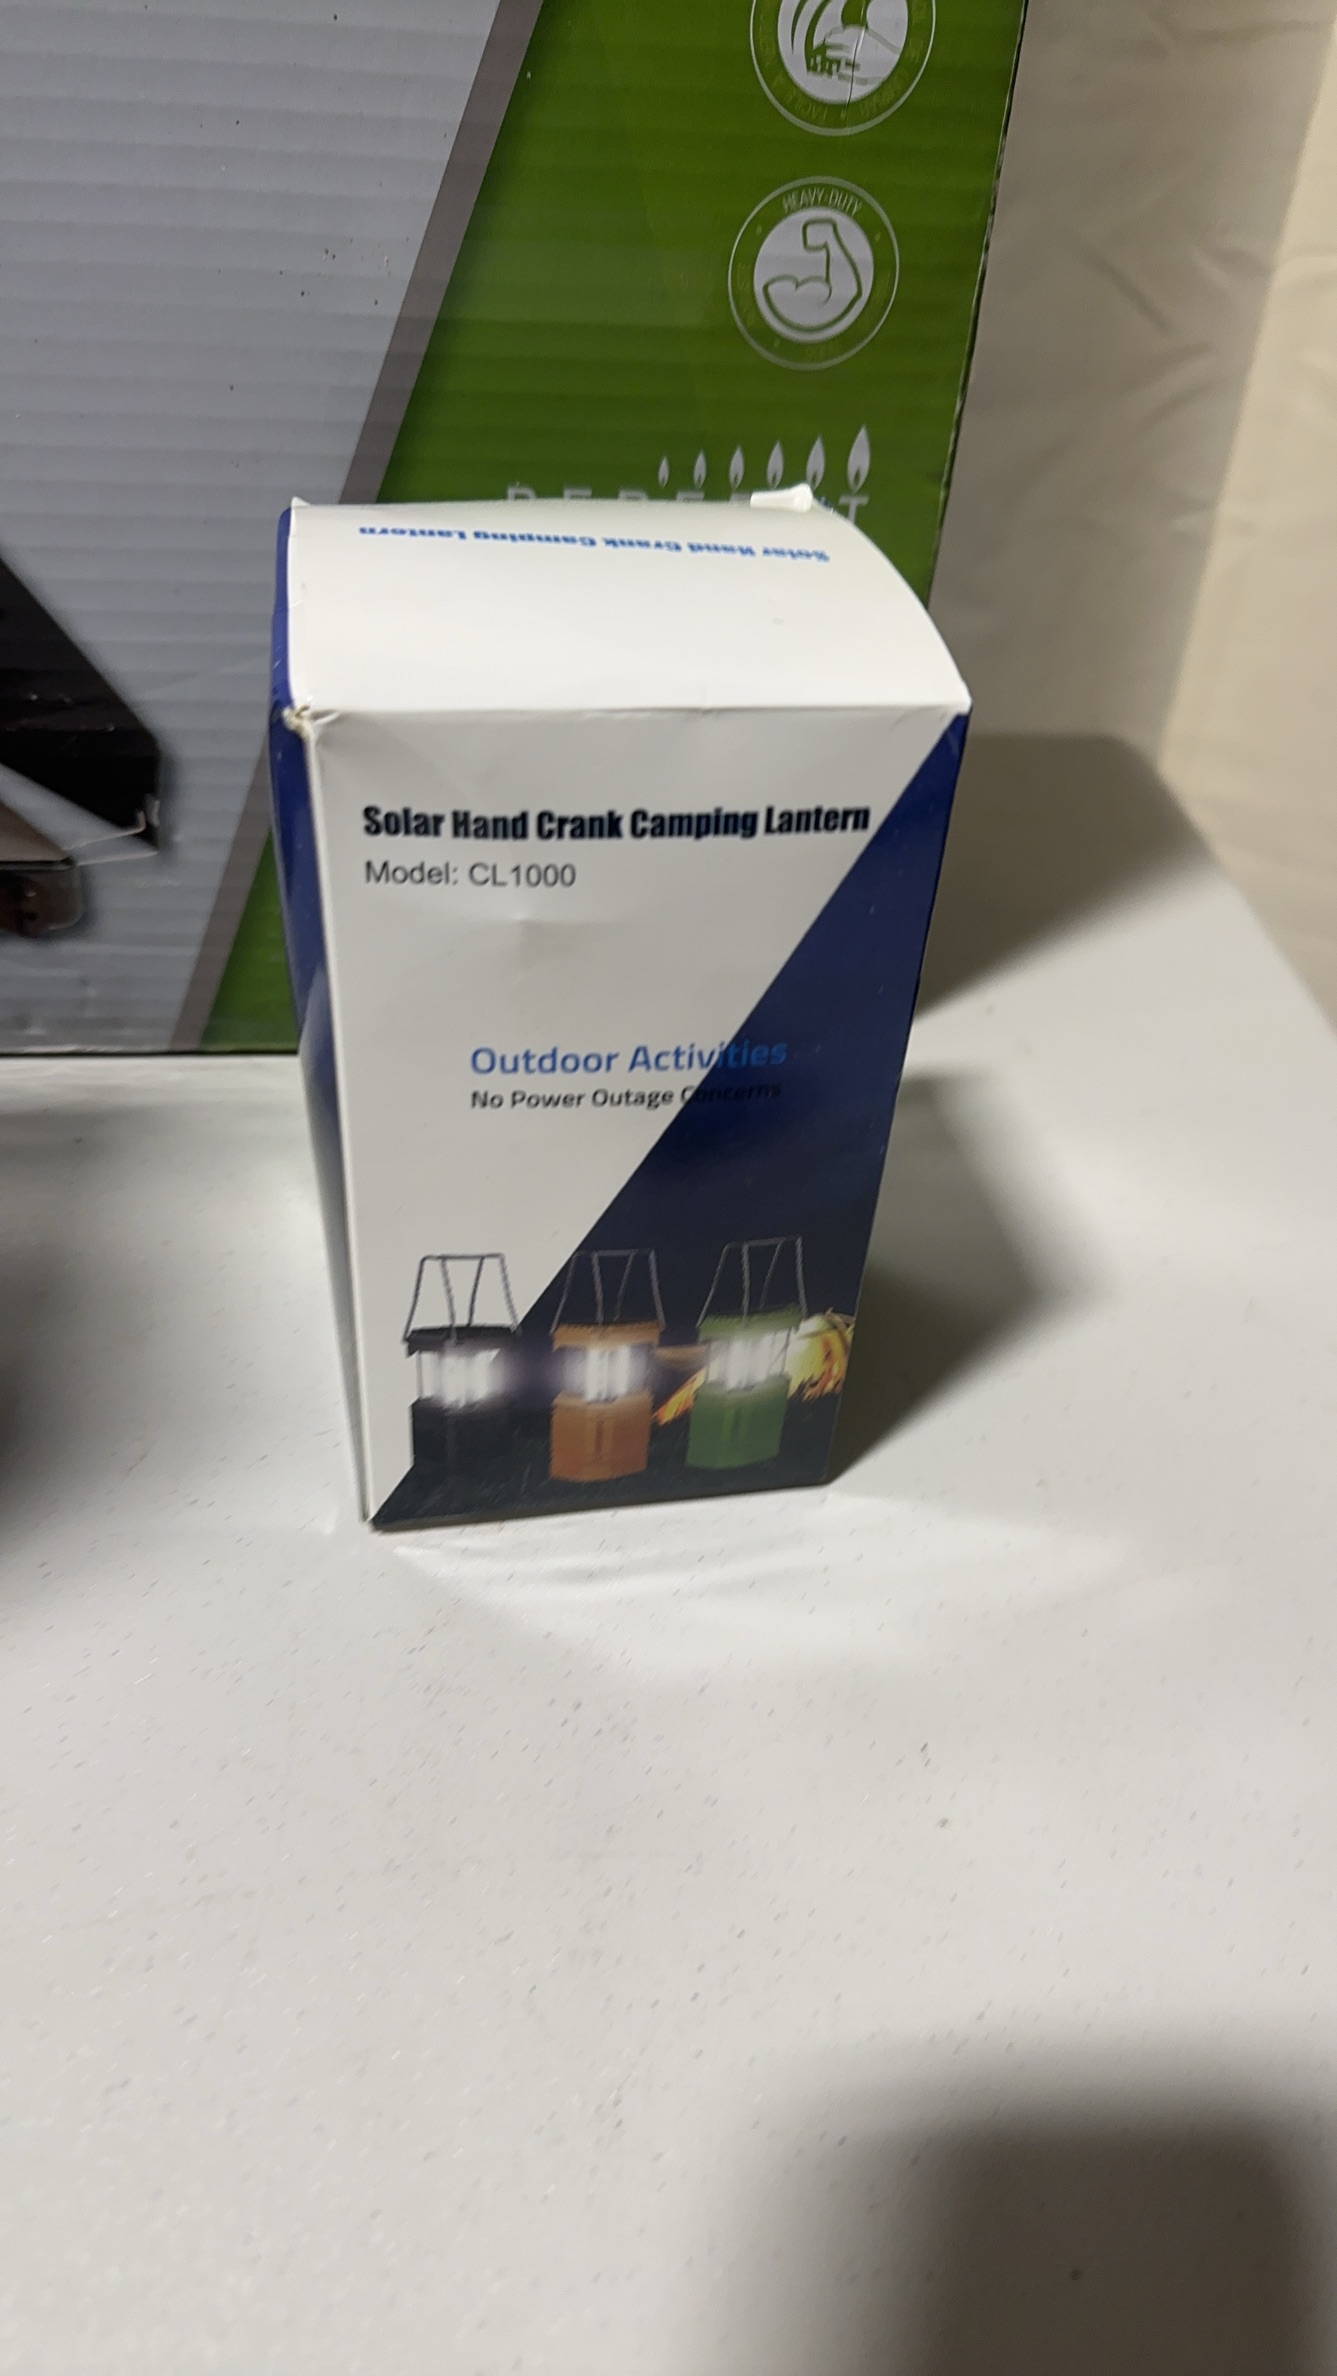 HEAVY-DUTY
Solar Hand Crank Camping Lantern
Solar Hand Crank Camping Lantern
Model: CL1000
Outdoor Activities
No Power Outage Concerns